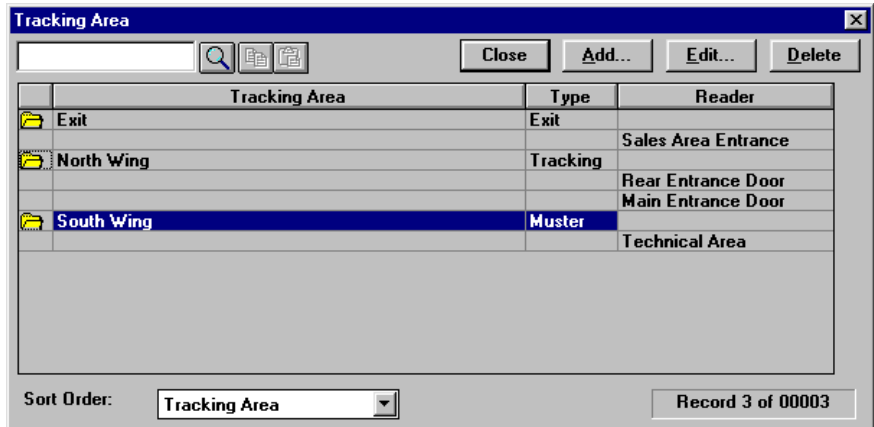 Tracking Area
Close Add... Edit... Delete
Tracking Area Type Reader
Exit Exit
Sales Area Entrance
North Wing Tracking
Rear Entrance Door
Main Entrance Door
South Wing Muster
Technical Area
Sort Order: Tracking Area Record 3 of 00003